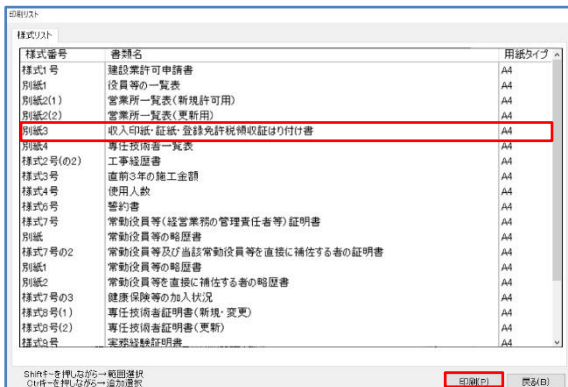 印刷リスト
様式リスト
様式番号 書類名 用紙タイプ
様式1号 建設業許可申請書 A4
別紙1 役員等の一覧表 A4
別紙2(1) 営業所一覧表(新規許可用) A4
別紙2(2) 営業所一覧表(更新用) A4
別紙3 収入印紙・証紙・登録免許税領収証はり付け書 A4
別紙4 専任技術者一覧表 A4
様式2号(の2) 工事経歴書 A4
様式3号 直前3年の施工金額 A4
様式4号 使用人数 A4
様式6号 誓約書 A4
様式7号 常勤役員等(経営業務の管理責任者等)証明書 A4
別紙 常勤役員等の略歴書 A4
様式7号の2 常勤役員等及び当該常勤役員等を直接に補佐する者の証明書 A4
別紙1 常勤役員等の略歴書 A4
別紙2 常勤役員等を直接に補佐する者の略歴書 A4
様式7号の3 健康保険等の加入状況 A4
様式8号(1) 専任技術者証明書(新規・変更) A4
様式8号(2) 専任技術者証明書(更新) A4
様式9号 実務経験証明書 A4
Shiftキーを押しながら→範囲選択
Ctrlキーを押しながら→追加選択
印刷(P) 戻る(B)